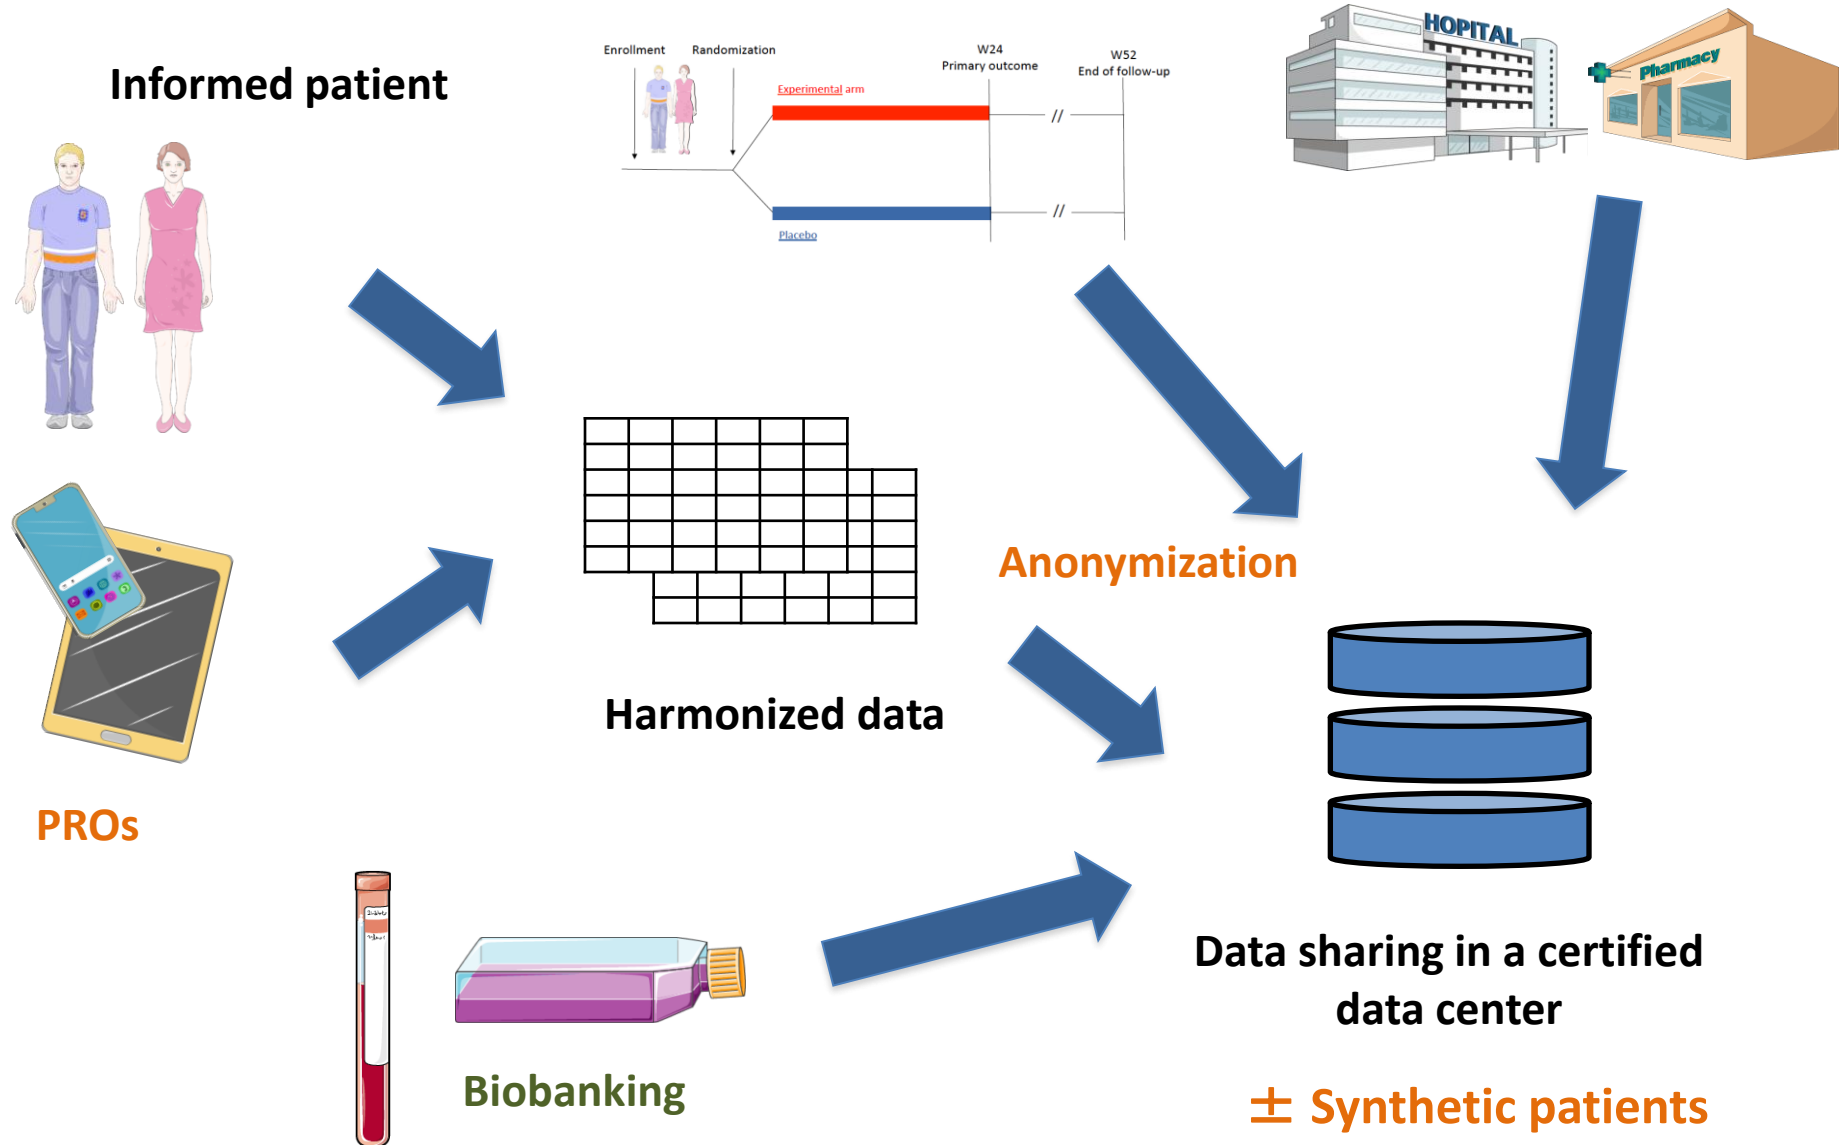 Informed patient
Enrollment
Randomization
W24
Primary outcome
W52
End of follow-up
Experimental arm
Placebo
HOPITAL
Pharmacy
Anonymization
Harmonized data
PROs
Biobanking
Data sharing in a certified
data center
± Synthetic patients